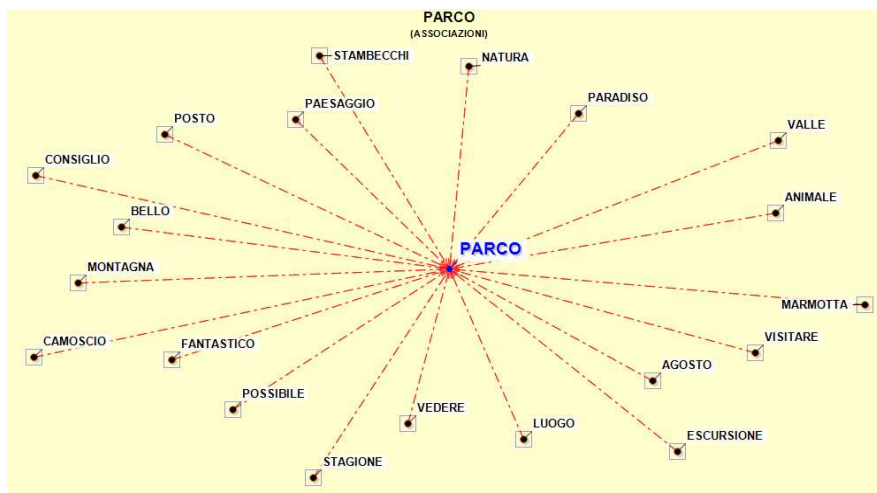 PARCO
(ASSOCIAZIONI)
STAMBECCHI
NATURA
PARADISO
PAESAGGIO
POSTO
VALLE
CONSIGLIO
ANIMALE
BELLO
PARCO
MONTAGNA
MARMOTTA
VISITARE
CAMOSCIO
FANTASTICO
AGOSTO
POSSIBILE
VEDERE
LUOGO
ESCURSIONE
STAGIONE